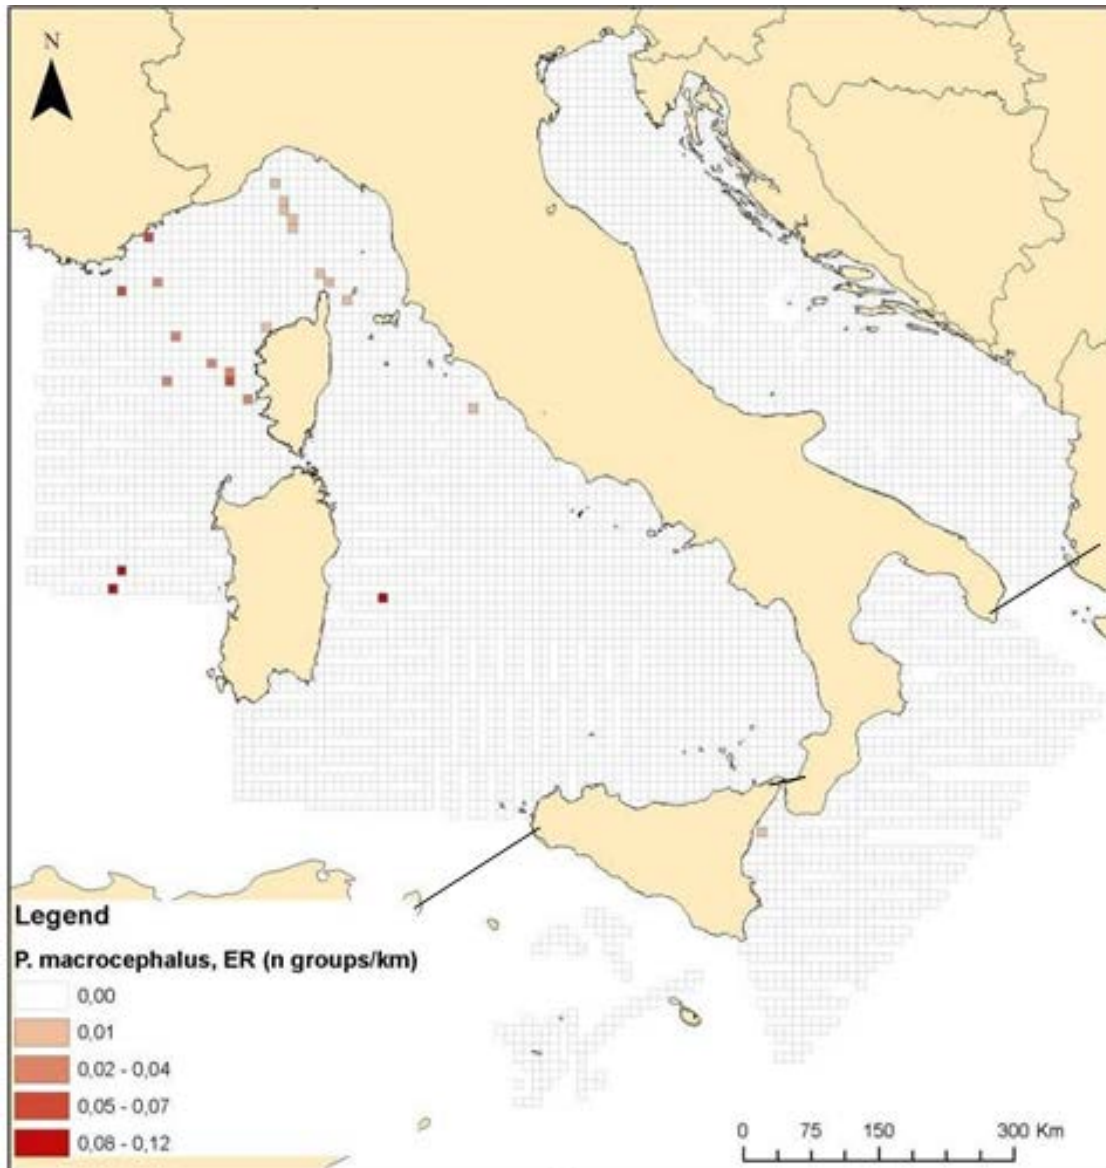 N
Legend
P. macrocephalus, ER (n groups/km)
0,00
0,01
0,02 - 0,04
0,05 - 0,07
0,08 - 0,12
0 75 150 300 Km